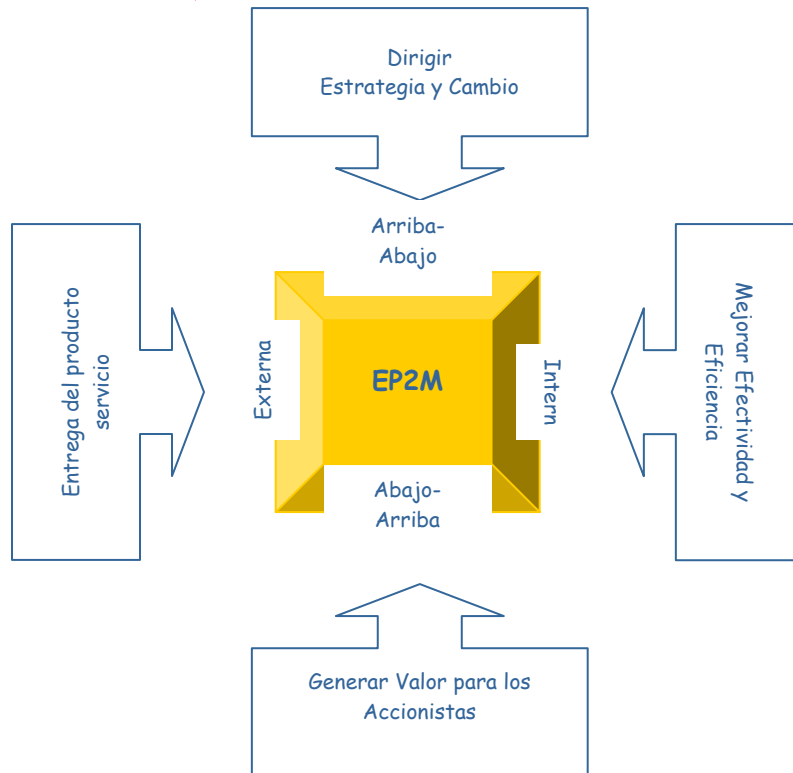 Dirigir
Estrategia y Cambio
Arriba-
Abajo
Entrega del producto
servicio
Externa
EP2M
Intern
Mejorar Efectividad y
Eficiencia
Abajo-
Arriba
Generar Valor para los
Accionistas